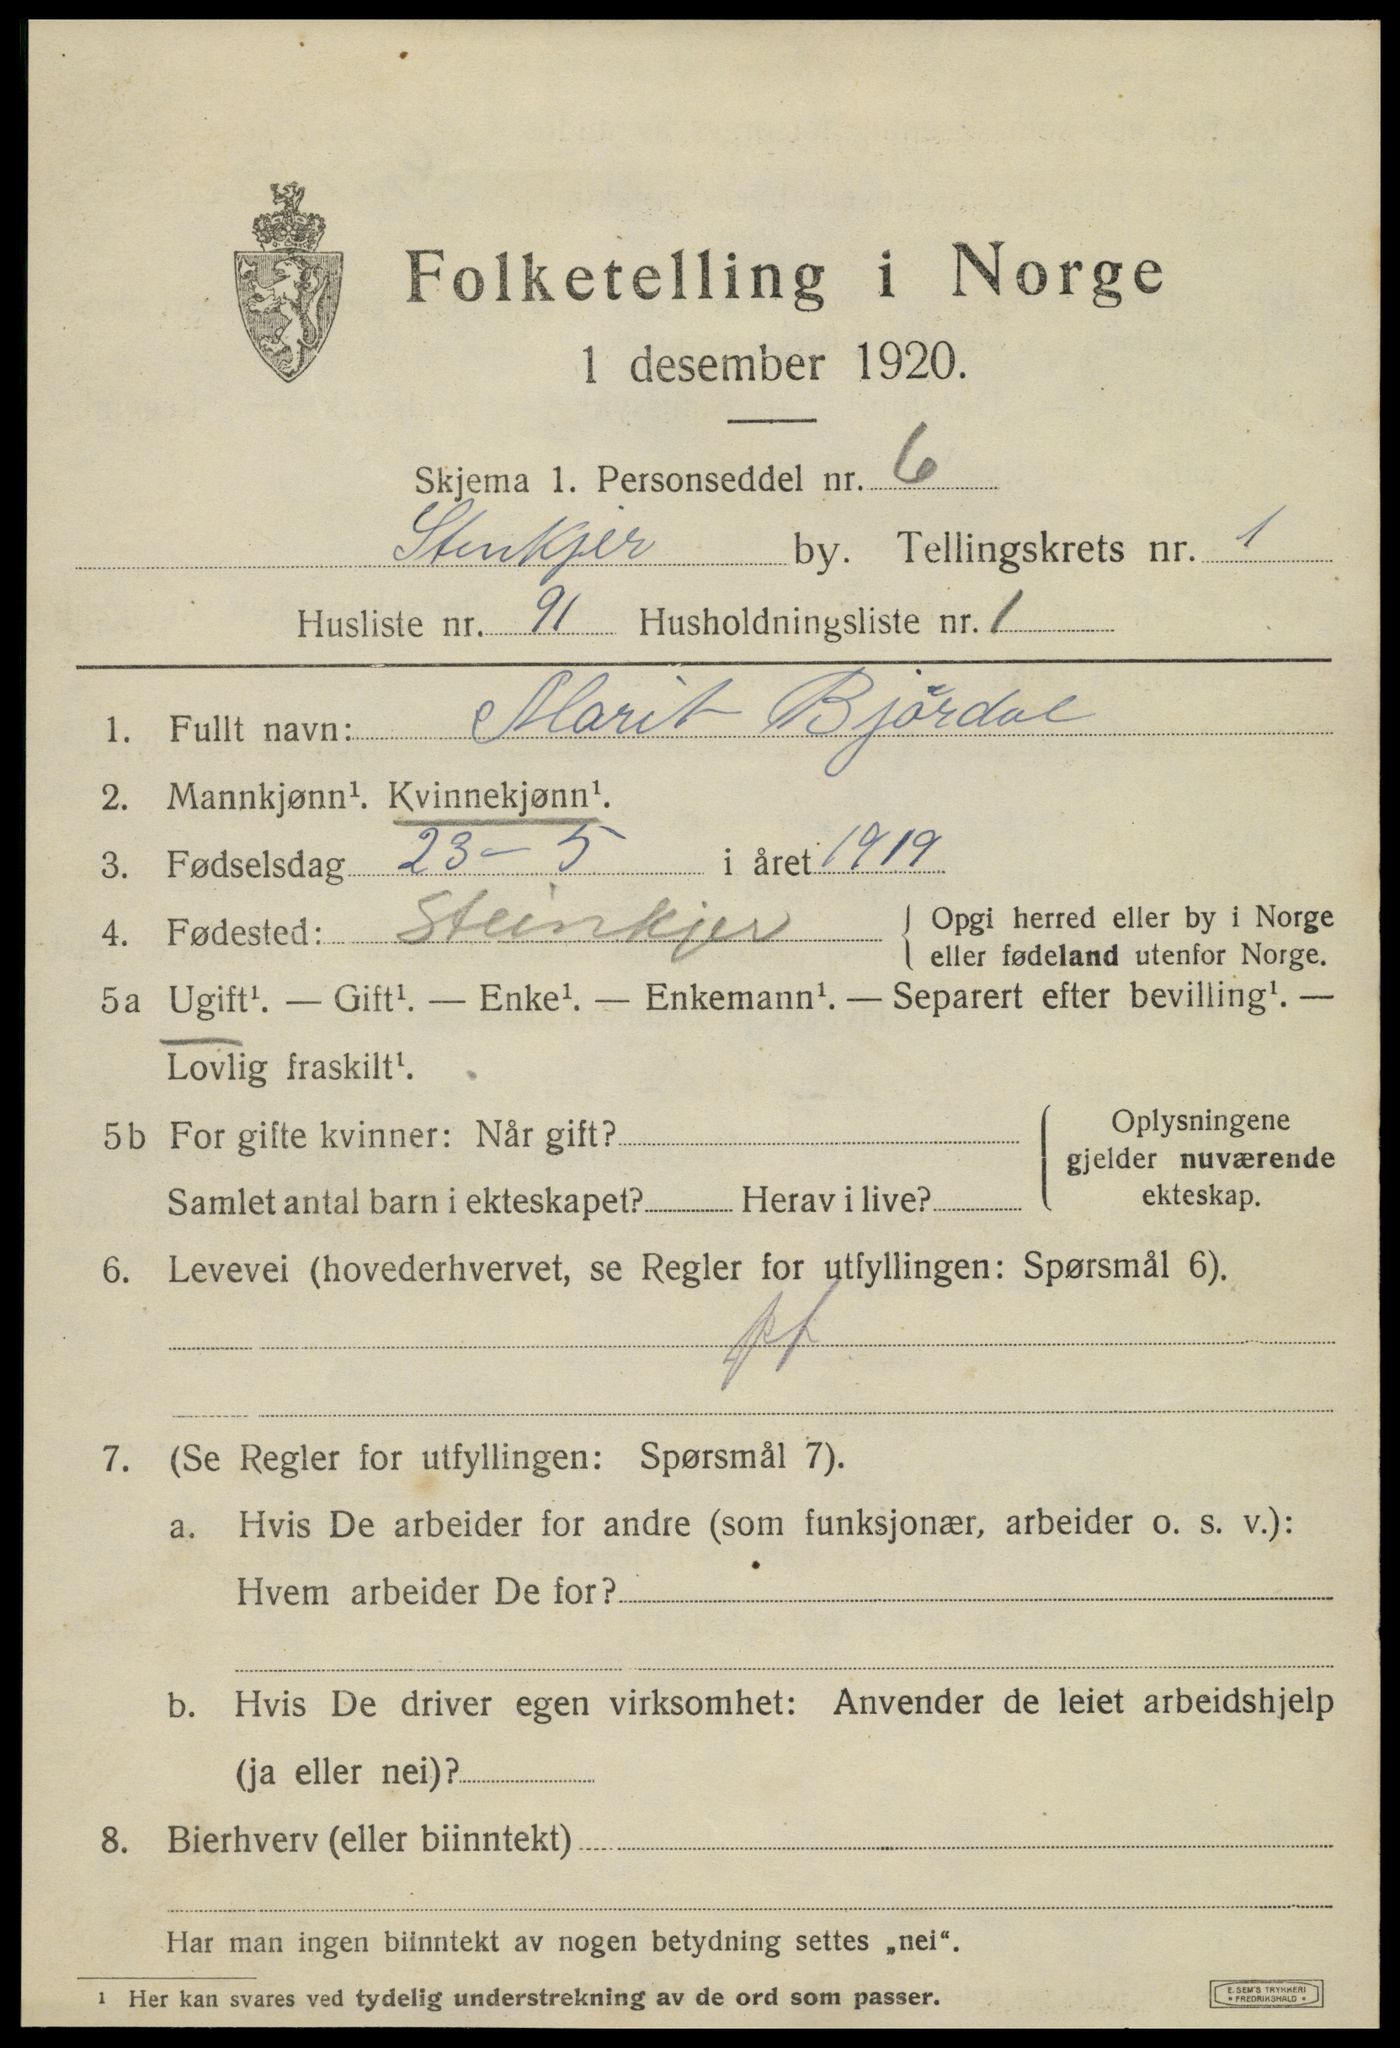 Folketelling i Norge
1 desember 1920.
Skjema 1. Personseddel nr. 6
Stenkjer by. Tellingskrets nr. 1
Husliste nr. 91 Husholdningsliste nr. 1
1. Fullt navn: Marit Björdal
2. Mannkjønn¹. Kvinnekjønn¹.
3. Fødselsdag 23-5 i året 1919
4. Fødested: Steinkjer { Opgi herred eller by i Norge
eller fødeland utenfor Norge.
5a Ugift¹. — Gift¹. — Enke¹. — Enkemann¹. — Separert efter bevilling¹. —
Lovlig fraskilt¹.
5b For gifte kvinner: Når gift?
Samlet antal barn i ekteskapet? Herav i live?
{ Oplysningene
gjelder nuværende
ekteskap.
6. Levevei (hovederhvervet, se Regler for utfyllingen: Spørsmål 6).
pf
7. (Se Regler for utfyllingen: Spørsmål 7).
a. Hvis De arbeider for andre (som funksjonær, arbeider o. s. v.):
Hvem arbeider De for?
b. Hvis De driver egen virksomhet: Anvender de leiet arbeidshjelp
(ja eller nei)?
8. Bierhverv (eller biinntekt)
Har man ingen biinntekt av nogen betydning settes „nei“.
¹ Her kan svares ved tydelig understrekning av de ord som passer.
E. SEM'S TRYKKERI
* FREDRIKSHALD *